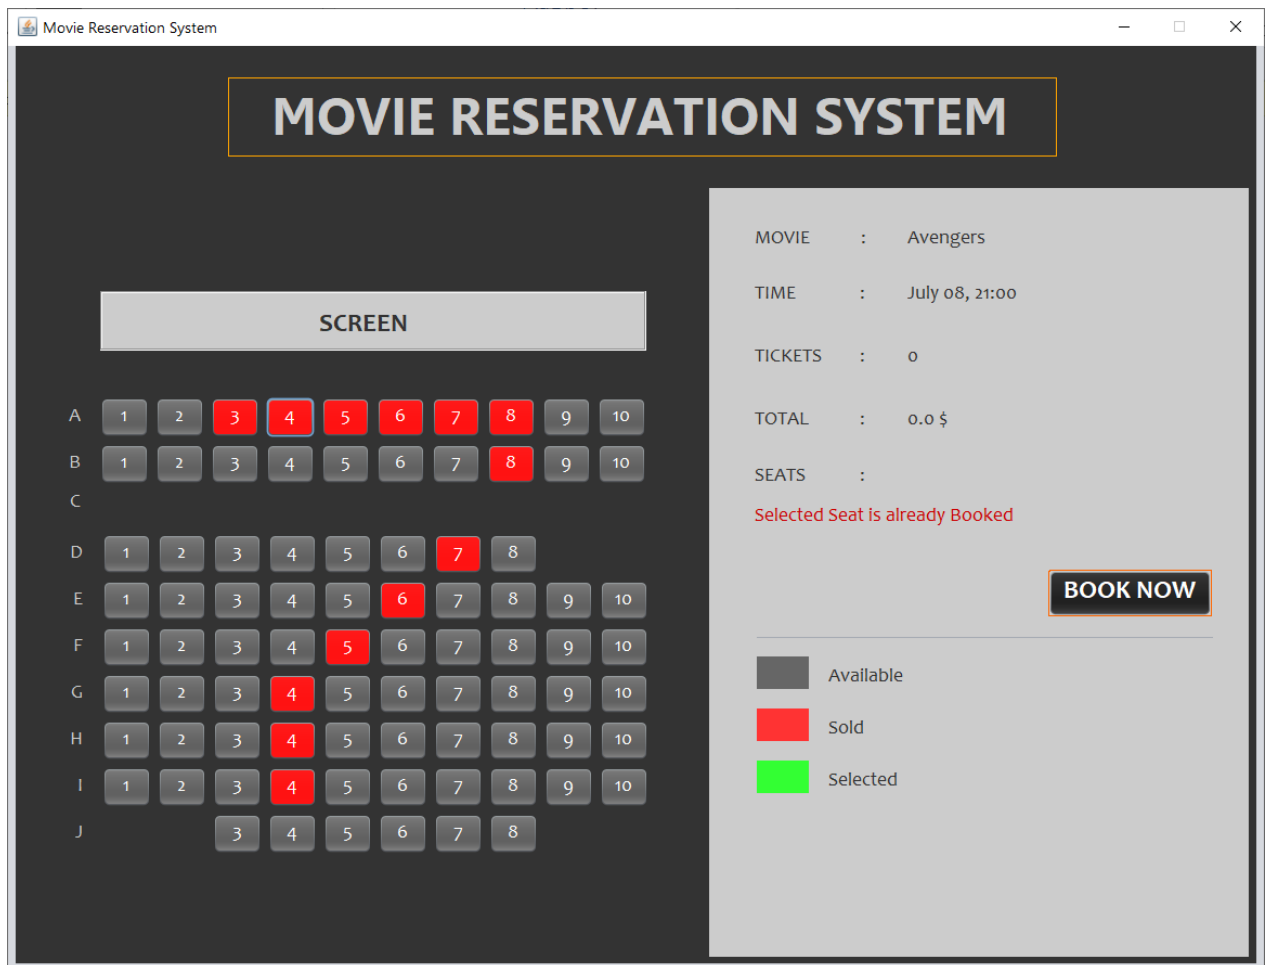 Movie Reservation System
MOVIE RESERVATION SYSTEM
SCREEN
A 1 2 3 4 5 6 7 8 9 10
B 1 2 3 4 5 6 7 8 9 10
C
D 1 2 3 4 5 6 7 8
E 1 2 3 4 5 6 7 8 9 10
F 1 2 3 4 5 6 7 8 9 10
G 1 2 3 4 5 6 7 8 9 10
H 1 2 3 4 5 6 7 8 9 10
I 1 2 3 4 5 6 7 8 9 10
J 3 4 5 6 7 8
MOVIE : Avengers
TIME : July 08, 21:00
TICKETS : 0
TOTAL : 0.0 $
SEATS :
Selected Seat is already Booked
BOOK NOW
Available
Sold
Selected